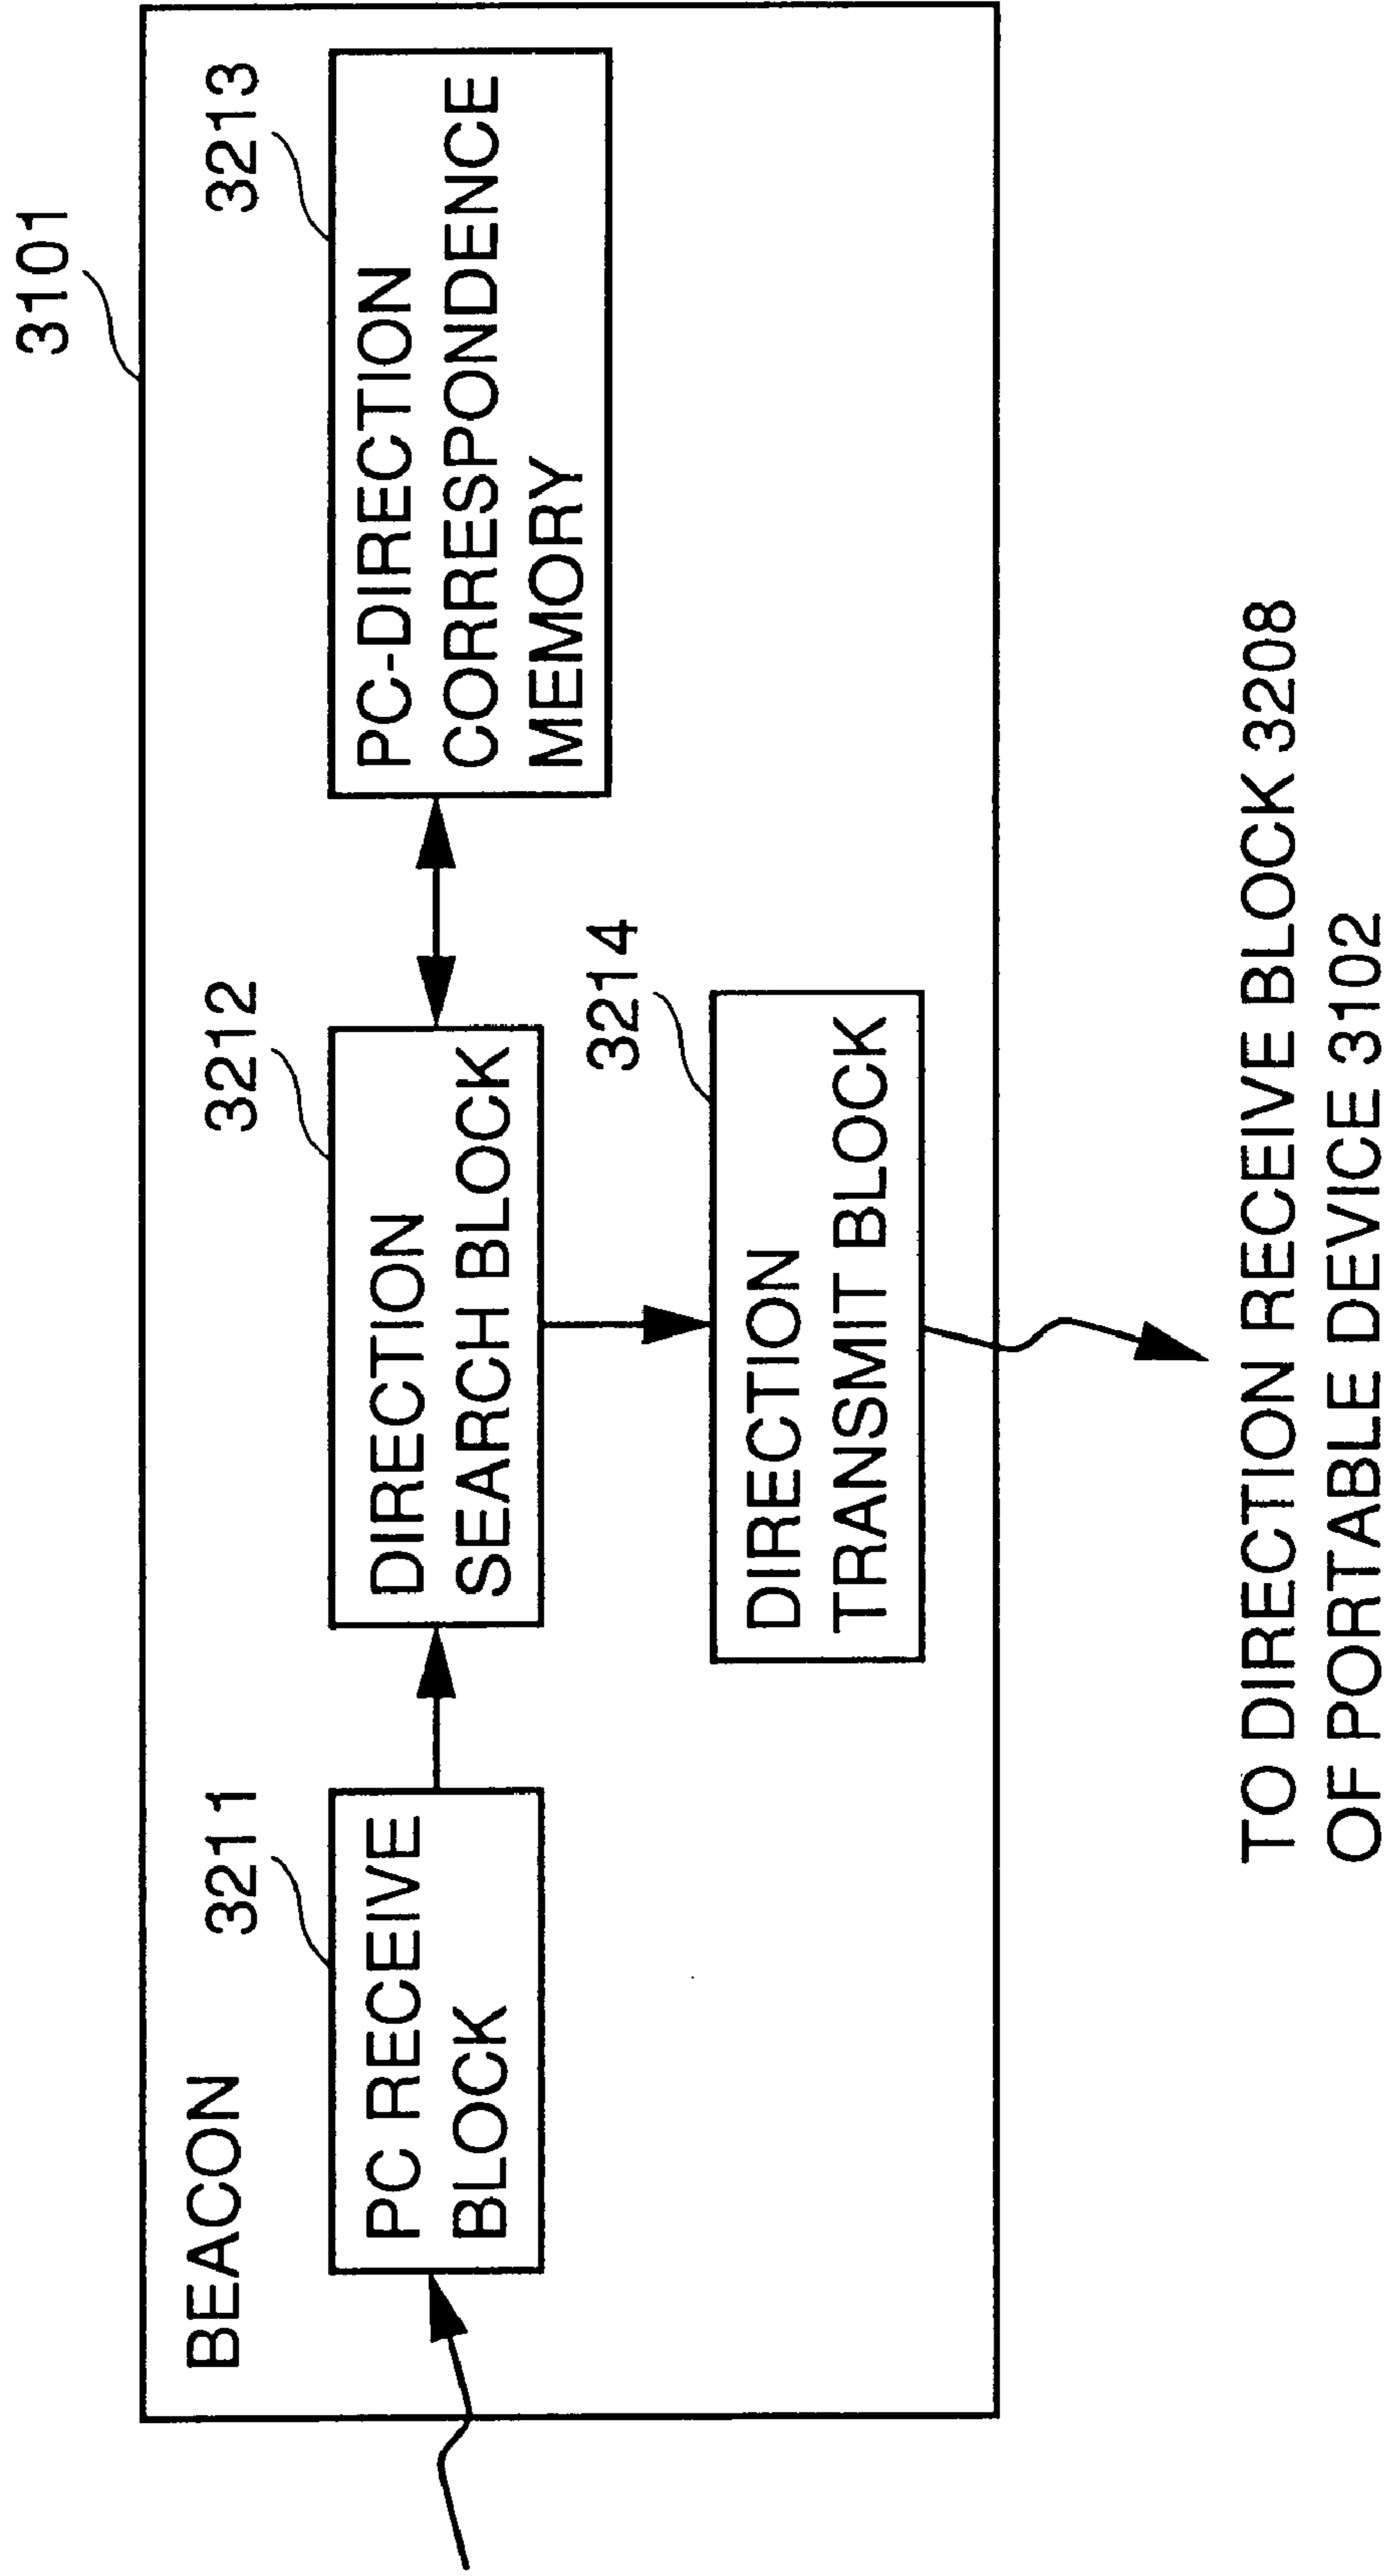 3101
BEACON
3211
PC RECEIVE
BLOCK
3212
DIRECTION
SEARCH BLOCK
3213
PC-DIRECTION
CORRESPONDENCE
MEMORY
3214
DIRECTION
TRANSMIT BLOCK
TO DIRECTION RECEIVE BLOCK 3208
OF PORTABLE DEVICE 3102